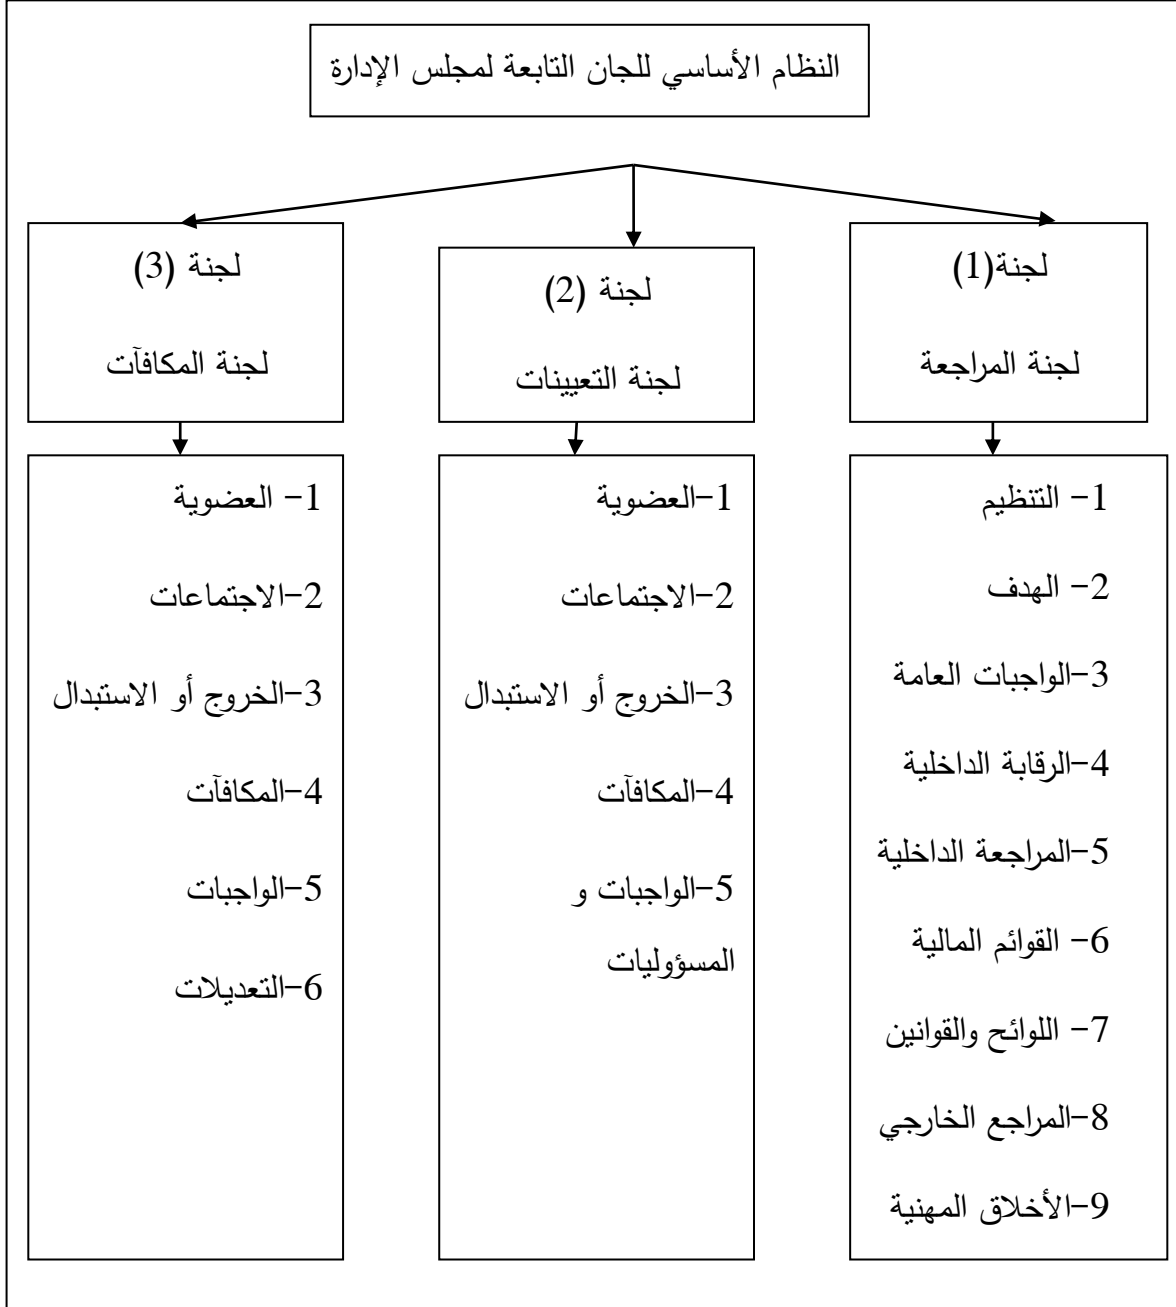 النظام الأساسي للجان التابعة لمجلس الإدارة
لجنة(1)
لجنة المراجعة
لجنة (2)
لجنة التعيينات
لجنة (3)
لجنة المكافآت
1- التنظيم
2- الهدف
3-الواجبات العامة
4-الرقابة الداخلية
5-المراجعة الداخلية
6- القوائم المالية
7- اللوائح والقوانين
8-المراجع الخارجي
9-الأخلاق المهنية
1-العضوية
2-الاجتماعات
3-الخروج أو الاستبدال
4-المكافآت
5-الواجبات و
المسؤوليات
1- العضوية
2-الاجتماعات
3-الخروج أو الاستبدال
4-المكافآت
5-الواجبات
6-التعديلات